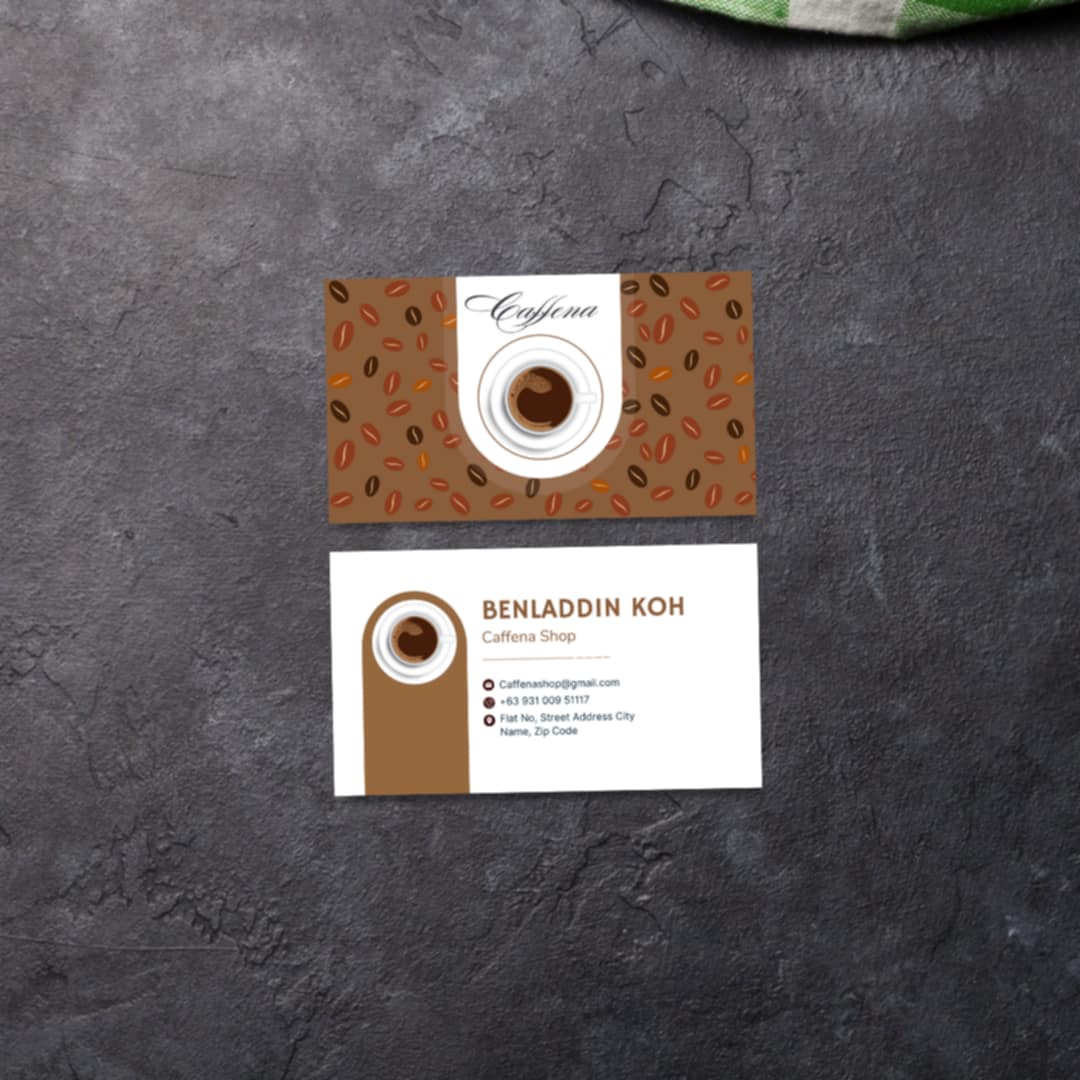 Caffena
BENLADDIN KOH
Caffena Shop
Caffenashop@gmail.com
+63 931 009 51117
Flat No, Street Address City
Name, Zip Code